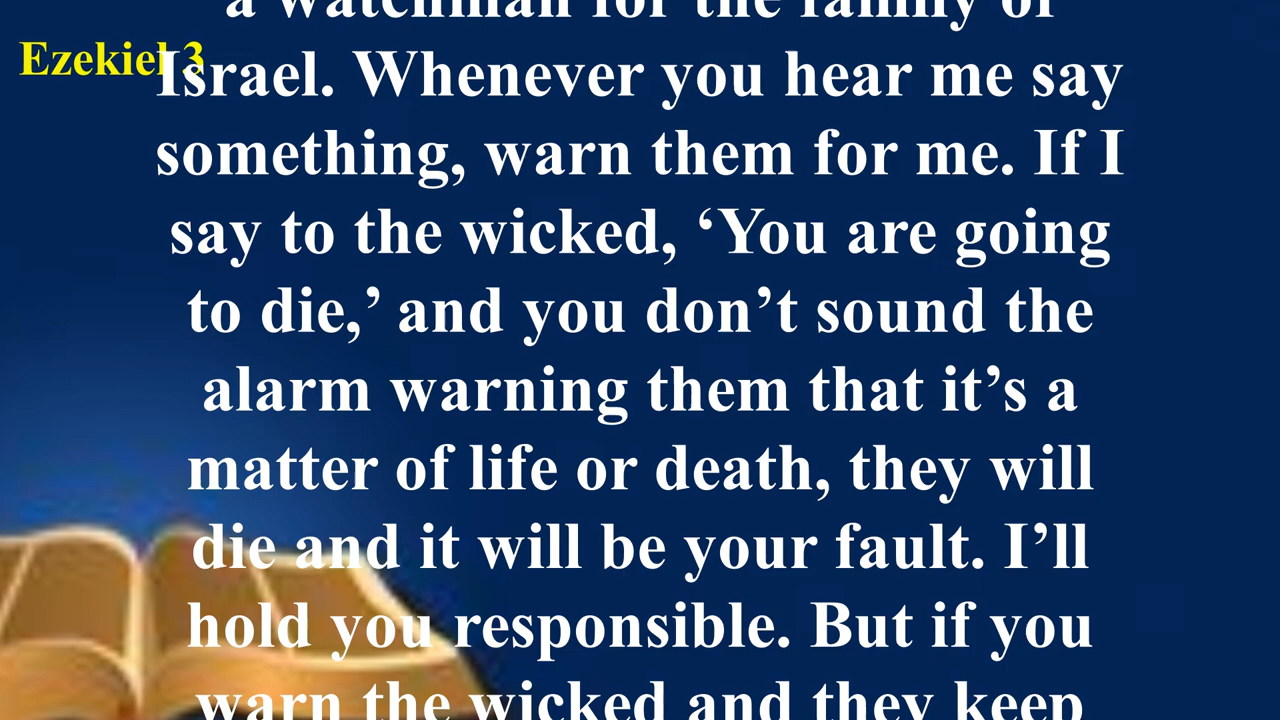 a watchman for the family of
Ezekiel 3
Israel. Whenever you hear me say
something, warn them for me. If I
say to the wicked, ‘You are going
to die,’ and you don’t sound the
alarm warning them that it’s a
matter of life or death, they will
die and it will be your fault. I’ll
hold you responsible. But if you
warn the wicked and they keep